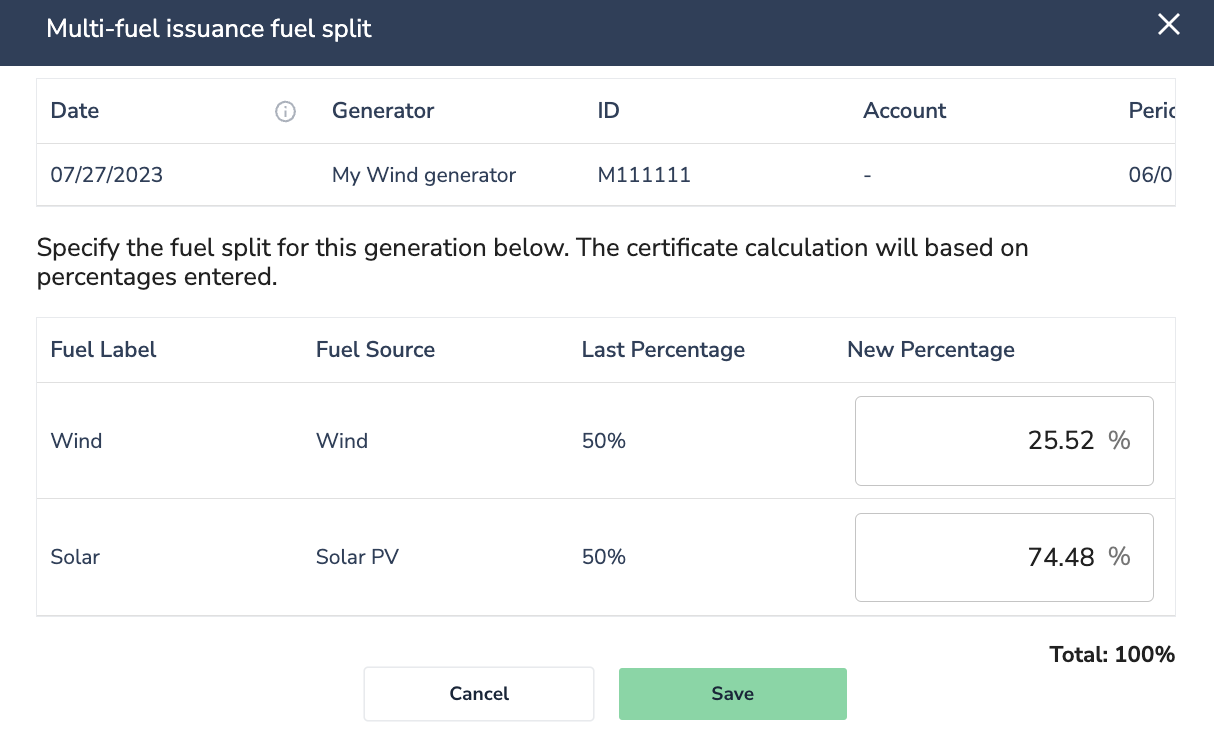 Multi-fuel issuance fuel split
Date Generator ID Account Peric
07/27/2023 My Wind generator M111111 - 06/0
Specify the fuel split for this generation below. The certificate calculation will based on
percentages entered.
Fuel Label Fuel Source Last Percentage New Percentage
Wind Wind 50% 25.52 %
Solar Solar PV 50% 74.48 %
Total: 100%
Cancel Save